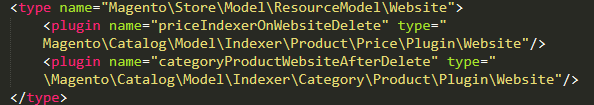 <type name="Magento\Store\Model\ResourceModel\Website">
<plugin name="priceIndexerOnWebsiteDelete" type="
Magento\Catalog\Model\Indexer\Product\Price\Plugin\Website"/>
<plugin name="categoryProductWebsiteAfterDelete" type="
\Magento\Catalog\Model\Indexer\Category\Product\Plugin\Website"/>
</type>